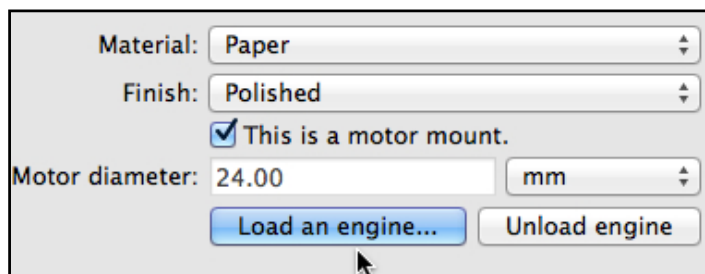 Material: Paper
Finish: Polished
This is a motor mount.
Motor diameter: 24.00 mm
Load an engine... Unload engine